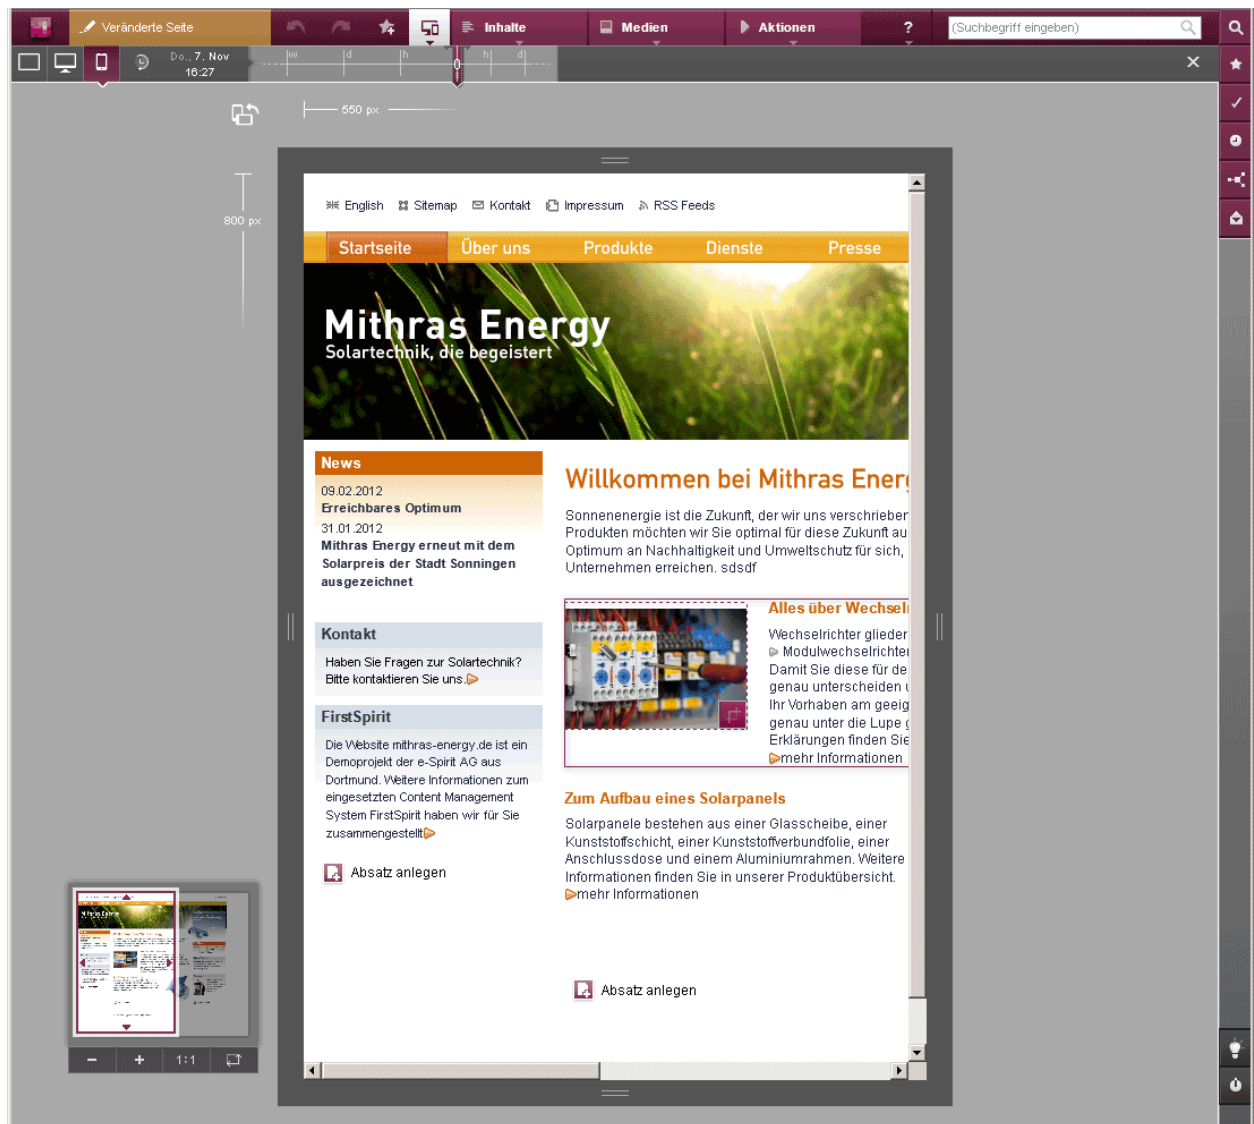 Veränderte Seite
Inhalte
Medien
Aktionen
?
(Suchbegriff eingeben)
Do., 7. Nov
16:27
w d h 0 h d
550 px
800 px
English Sitemap Kontakt Impressum RSS Feeds
Startseite Über uns Produkte Dienste Presse
Mithras Energy
Solartechnik, die begeistert
News
09.02.2012
Erreichbares Optimum
31.01.2012
Mithras Energy erneut mit dem
Solarpreis der Stadt Sonningen
ausgezeichnet
Kontakt
Haben Sie Fragen zur Solartechnik?
Bitte kontaktieren Sie uns.
FirstSpirit
Die Website mithras-energy.de ist ein
Demoprojekt der e-Spirit AG aus
Dortmund. Weitere Informationen zum
eingesetzten Content Management
System FirstSpirit haben wir für Sie
zusammengestellt
Absatz anlegen
Willkommen bei Mithras Ener
Sonnenenergie ist die Zukunft, der wir uns verschrieben
Produkten möchten wir Sie optimal für diese Zukunft au
Optimum an Nachhaltigkeit und Umweltschutz für sich,
Unternehmen erreichen. sdsdf
Alles über Wechsel
Wechselrichter glieder
Modulwechselrichter
Damit Sie diese für de
genau unterscheiden
Ihr Vorhaben am geeig
genau unter die Lupe
Erklärungen finden Sie
mehr Informationen
Zum Aufbau eines Solarpanels
Solarpanele bestehen aus einer Glasscheibe, einer
Kunststoffschicht, einer Kunststoffverbundfolie, einer
Anschlussdose und einem Aluminiumrahmen. Weitere
Informationen finden Sie in unserer Produktübersicht.
mehr Informationen
Absatz anlegen
1:1